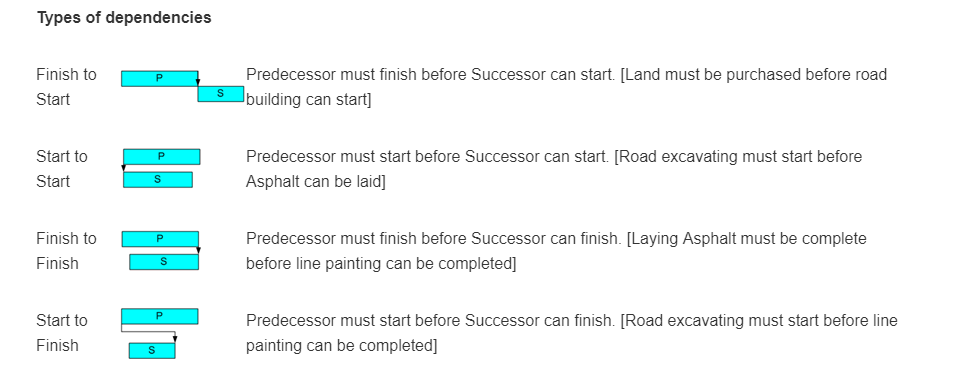 Types of dependencies
Finish to
Start
P
S
Predecessor must finish before Successor can start. [Land must be purchased before road
building can start]
Start to
Start
P
S
Predecessor must start before Successor can start. [Road excavating must start before
Asphalt can be laid]
Finish to
Finish
P
S
Predecessor must finish before Successor can finish. [Laying Asphalt must be complete
before line painting can be completed]
Start to
Finish
P
S
Predecessor must start before Successor can finish. [Road excavating must start before line
painting can be completed]